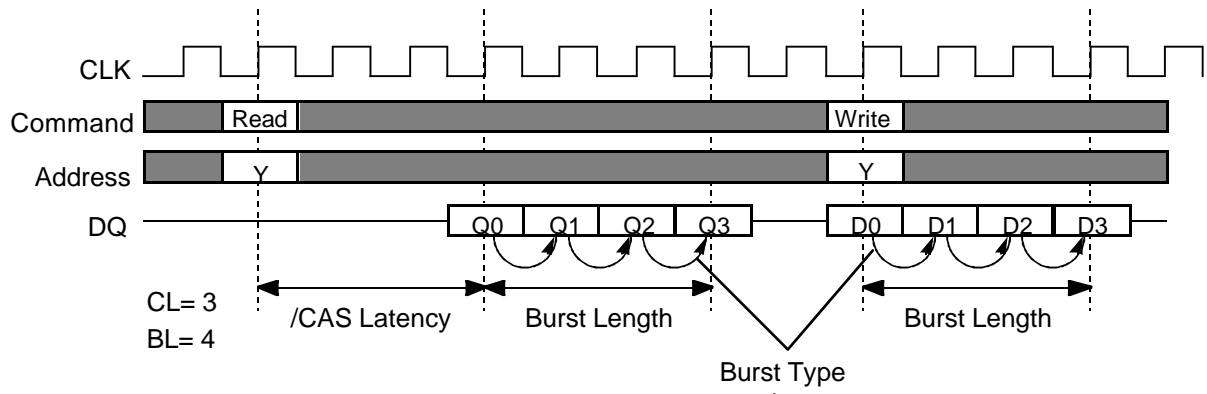 CLK
Command Read Write
Address Y Y
DQ Q0 Q1 Q2 Q3 D0 D1 D2 D3
CL= 3
/CAS Latency Burst Length Burst Length
BL= 4
Burst Type